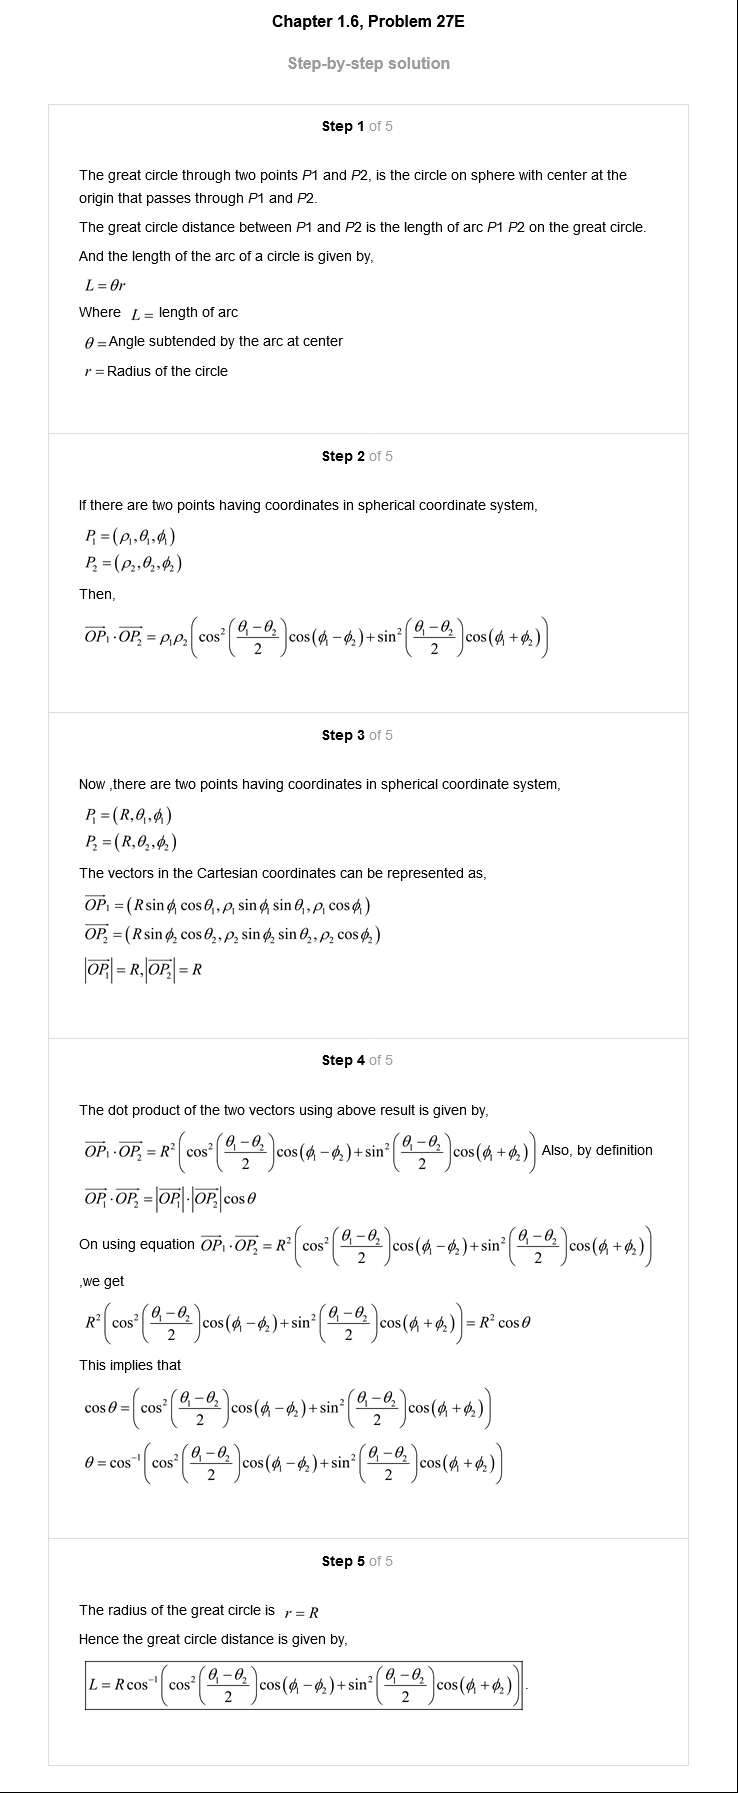 Chapter 1.6, Problem 27E
Step-by-step solution
Step 1 of 5
The great circle through two points P1 and P2, is the circle on sphere with center at the
origin that passes through P1 and P2.
The great circle distance between P1 and P2 is the length of arc P1 P2 on the great circle.
And the length of the arc of a circle is given by,
L = θr
Where L = length of arc
θ = Angle subtended by the arc at center
r = Radius of the circle
Step 2 of 5
If there are two points having coordinates in spherical coordinate system,
P₁ = (ρ₁, θ₁, ϕ₁)
P₂ = (ρ₂, θ₂, ϕ₂)
Then,
$\overrightarrow{OP_1} \cdot \overrightarrow{OP_2} = \rho_1\rho_2\left(\cos^2\left(\frac{\theta_1-\theta_2}{2}\right)\cos(\phi_1-\phi_2)+\sin^2\left(\frac{\theta_1-\theta_2}{2}\right)\cos(\phi_1+\phi_2)\right)$
Step 3 of 5
Now ,there are two points having coordinates in spherical coordinate system,
P₁ = (R, θ₁, ϕ₁)
P₂ = (R, θ₂, ϕ₂)
The vectors in the Cartesian coordinates can be represented as,
$\overrightarrow{OP_1} = (R\sin\phi_1\cos\theta_1, \rho_1\sin\phi_1\sin\theta_1, \rho_1\cos\phi_1)$
$\overrightarrow{OP_2} = (R\sin\phi_2\cos\theta_2, \rho_2\sin\phi_2\sin\theta_2, \rho_2\cos\phi_2)$
$|\overrightarrow{OP_1}| = R, |\overrightarrow{OP_2}| = R$
Step 4 of 5
The dot product of the two vectors using above result is given by,
$\overrightarrow{OP_1} \cdot \overrightarrow{OP_2} = R^2\left(\cos^2\left(\frac{\theta_1-\theta_2}{2}\right)\cos(\phi_1-\phi_2)+\sin^2\left(\frac{\theta_1-\theta_2}{2}\right)\cos(\phi_1+\phi_2)\right)$ Also, by definition
$\overrightarrow{OP_1} \cdot \overrightarrow{OP_2} = |\overrightarrow{OP_1}| \cdot |\overrightarrow{OP_2}| \cos\theta$
On using equation $\overrightarrow{OP_1} \cdot \overrightarrow{OP_2} = R^2\left(\cos^2\left(\frac{\theta_1-\theta_2}{2}\right)\cos(\phi_1-\phi_2)+\sin^2\left(\frac{\theta_1-\theta_2}{2}\right)\cos(\phi_1+\phi_2)\right)$
,we get
$R^2\left(\cos^2\left(\frac{\theta_1-\theta_2}{2}\right)\cos(\phi_1-\phi_2)+\sin^2\left(\frac{\theta_1-\theta_2}{2}\right)\cos(\phi_1+\phi_2)\right) = R^2\cos\theta$
This implies that
$\cos\theta = \left(\cos^2\left(\frac{\theta_1-\theta_2}{2}\right)\cos(\phi_1-\phi_2)+\sin^2\left(\frac{\theta_1-\theta_2}{2}\right)\cos(\phi_1+\phi_2)\right)$
$\theta = \cos^{-1}\left(\cos^2\left(\frac{\theta_1-\theta_2}{2}\right)\cos(\phi_1-\phi_2)+\sin^2\left(\frac{\theta_1-\theta_2}{2}\right)\cos(\phi_1+\phi_2)\right)$
Step 5 of 5
The radius of the great circle is r = R
Hence the great circle distance is given by,
$L = R\cos^{-1}\left(\cos^2\left(\frac{\theta_1-\theta_2}{2}\right)\cos(\phi_1-\phi_2)+\sin^2\left(\frac{\theta_1-\theta_2}{2}\right)\cos(\phi_1+\phi_2)\right)$.